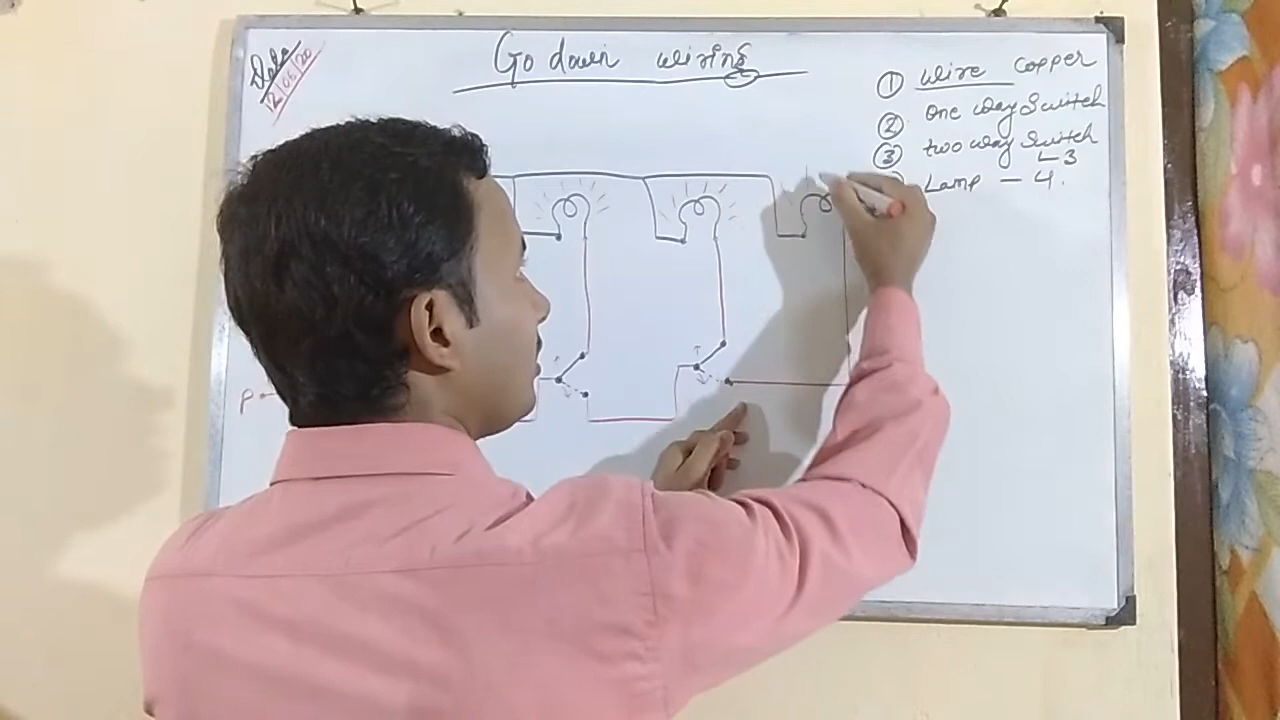 Date
12/06/20
Go down wiring
① wire copper
② one way Switch
③ two way Switch
3
Lamp — 4.
P